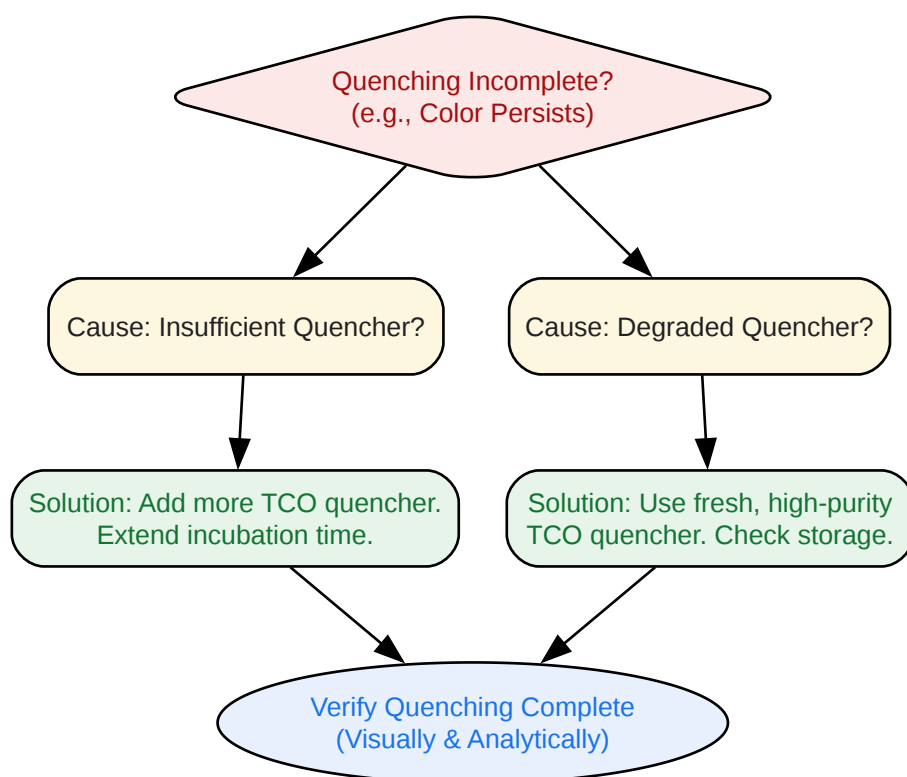 Quenching Incomplete?
(e.g., Color Persists)
Cause: Insufficient Quencher?
Cause: Degraded Quencher?
Solution: Add more TCO quencher.
Extend incubation time.
Solution: Use fresh, high-purity
TCO quencher. Check storage.
Verify Quenching Complete
(Visually & Analytically)